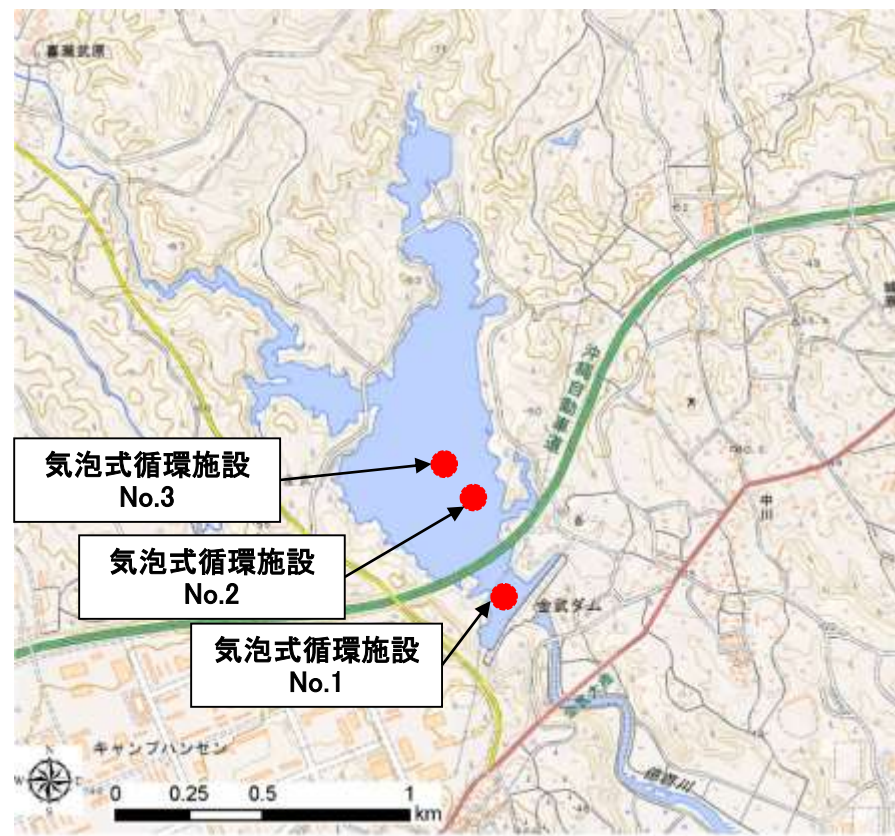 喜瀬武原
沖縄自動車道
気泡式循環施設
No.3
中川
気泡式循環施設
No.2
金武ダム
気泡式循環施設
No.1
キャンプハンセン
億首川
N
W
E
S
0 0.25 0.5 1
km